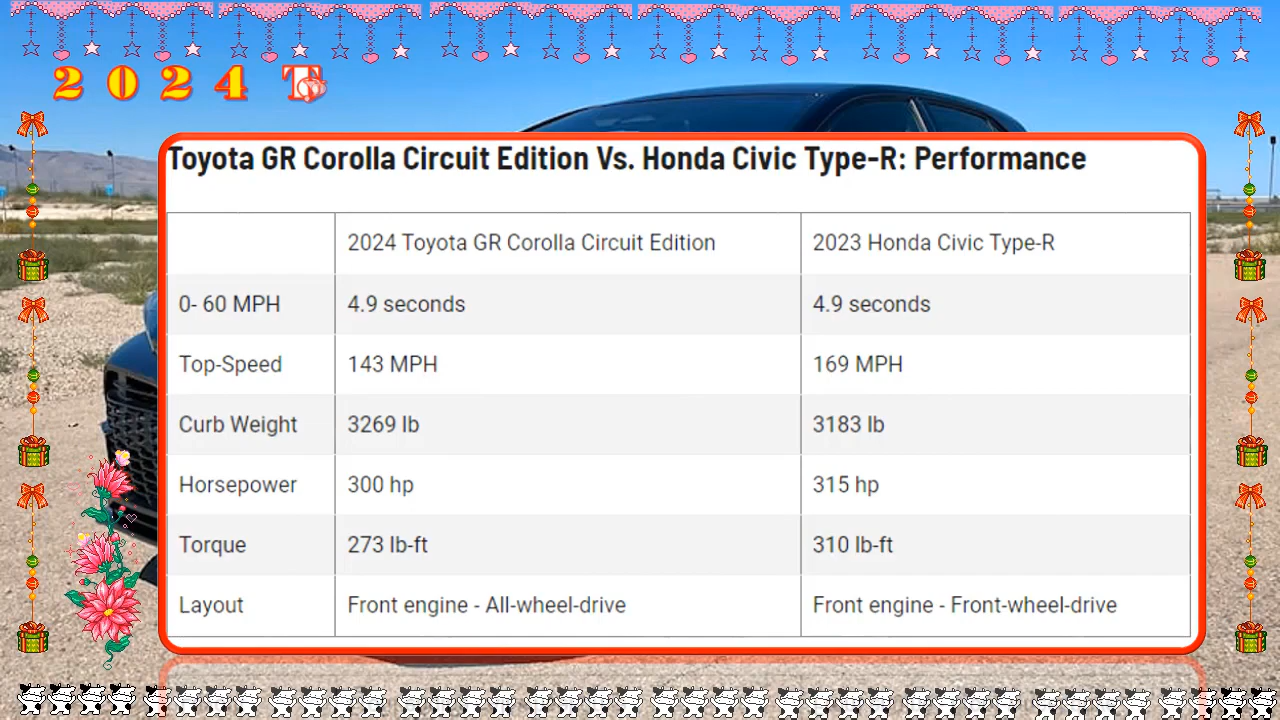 2024 T
Toyota GR Corolla Circuit Edition Vs. Honda Civic Type-R: Performance
2024 Toyota GR Corolla Circuit Edition 2023 Honda Civic Type-R
0- 60 MPH 4.9 seconds 4.9 seconds
Top-Speed 143 MPH 169 MPH
Curb Weight 3269 lb 3183 lb
Horsepower 300 hp 315 hp
Torque 273 lb-ft 310 lb-ft
Layout Front engine - All-wheel-drive Front engine - Front-wheel-drive